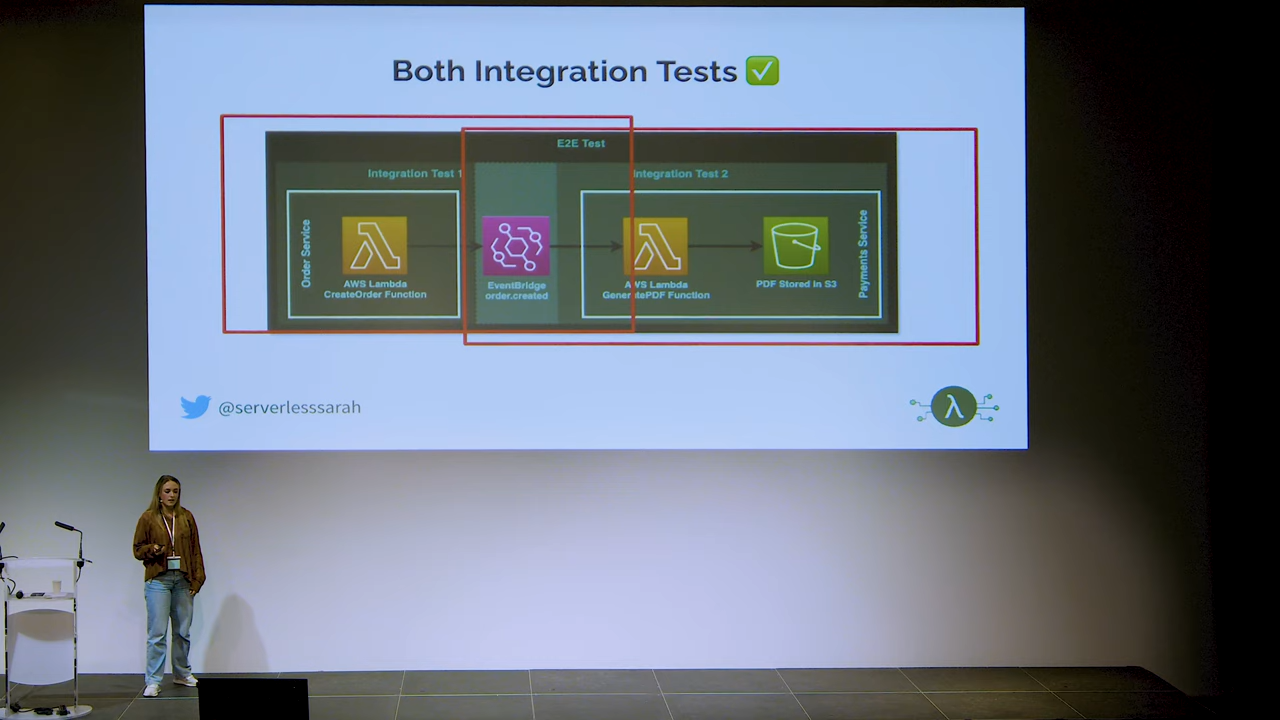 Both Integration Tests ✅
E2E Test
Integration Test 1
Integration Test 2
Order Service
AWS Lambda
CreateOrder Function
EventBridge
order.created
AWS Lambda
GeneratePDF Function
PDF Stored in S3
Payments Service
@serverlesssarah
λ